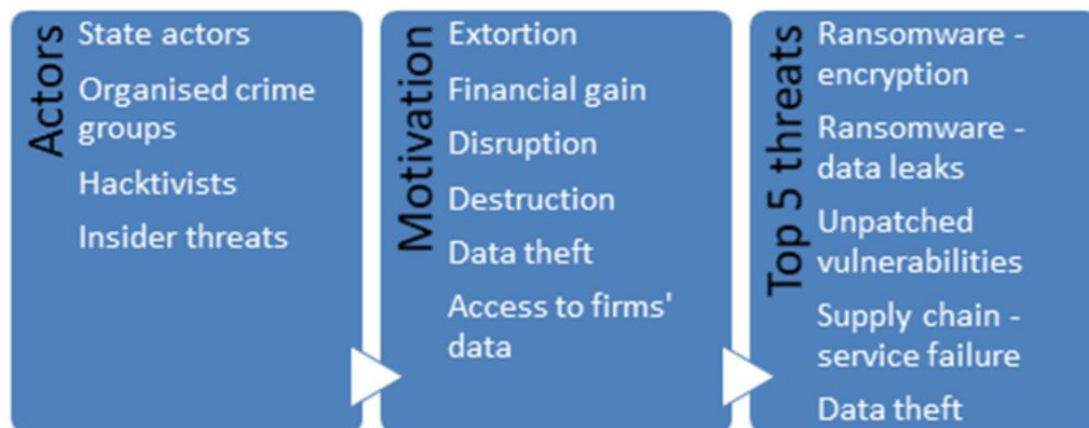 Actors
State actors
Organised crime
groups
Hacktivists
Insider threats
Motivation
Extortion
Financial gain
Disruption
Destruction
Data theft
Access to firms'
data
Top 5 threats
Ransomware -
encryption
Ransomware -
data leaks
Unpatched
vulnerabilities
Supply chain -
service failure
Data theft